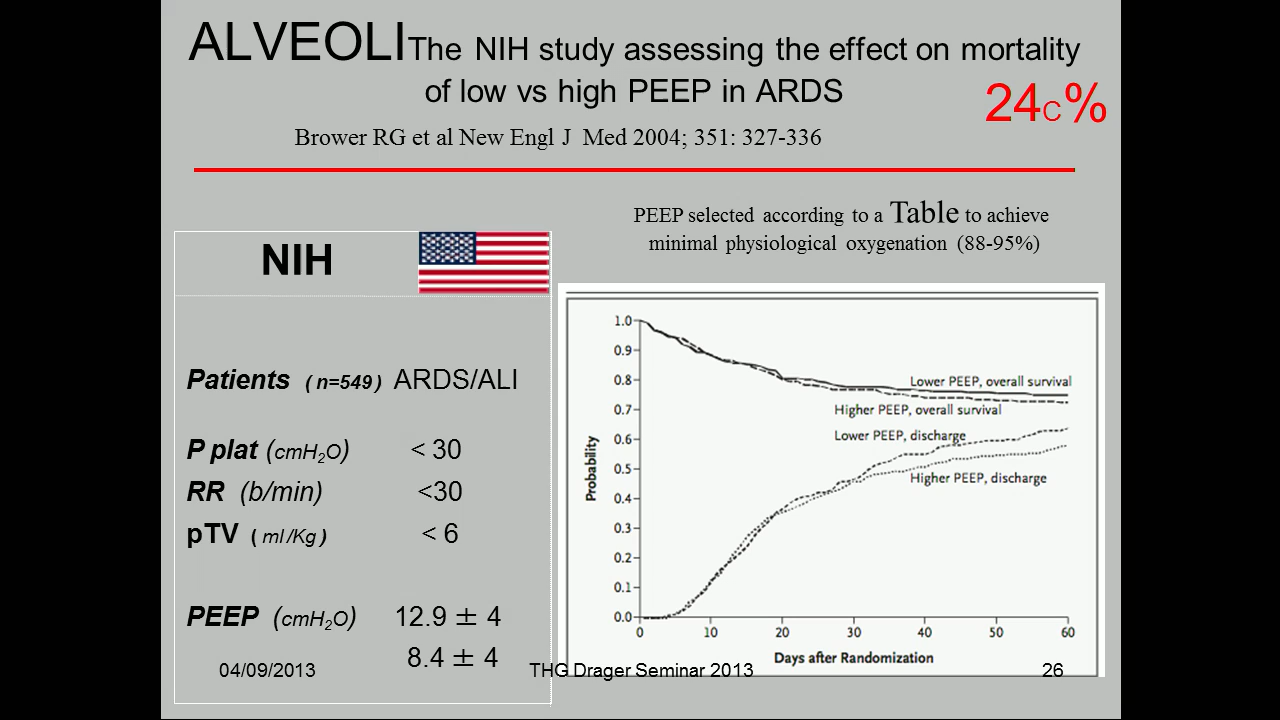 ALVEOLI The NIH study assessing the effect on mortality
of low vs high PEEP in ARDS
24C%
Brower RG et al New Engl J Med 2004; 351: 327-336
PEEP selected according to a Table to achieve
minimal physiological oxygenation (88-95%)
NIH
Patients ( n=549 ) ARDS/ALI
P plat (cmH2O) < 30
RR (b/min) <30
pTV ( ml /Kg ) < 6
PEEP (cmH2O) 12.9 ± 4
8.4 ± 4
1.0
0.9
0.8
0.7
0.6
0.5
0.4
0.3
0.2
0.1
0.0
Probability
Lower PEEP, overall survival
Higher PEEP, overall survival
Lower PEEP, discharge
Higher PEEP, discharge
0 10 20 30 40 50 60
Days after Randomization
04/09/2013 THG Drager Seminar 2013 26